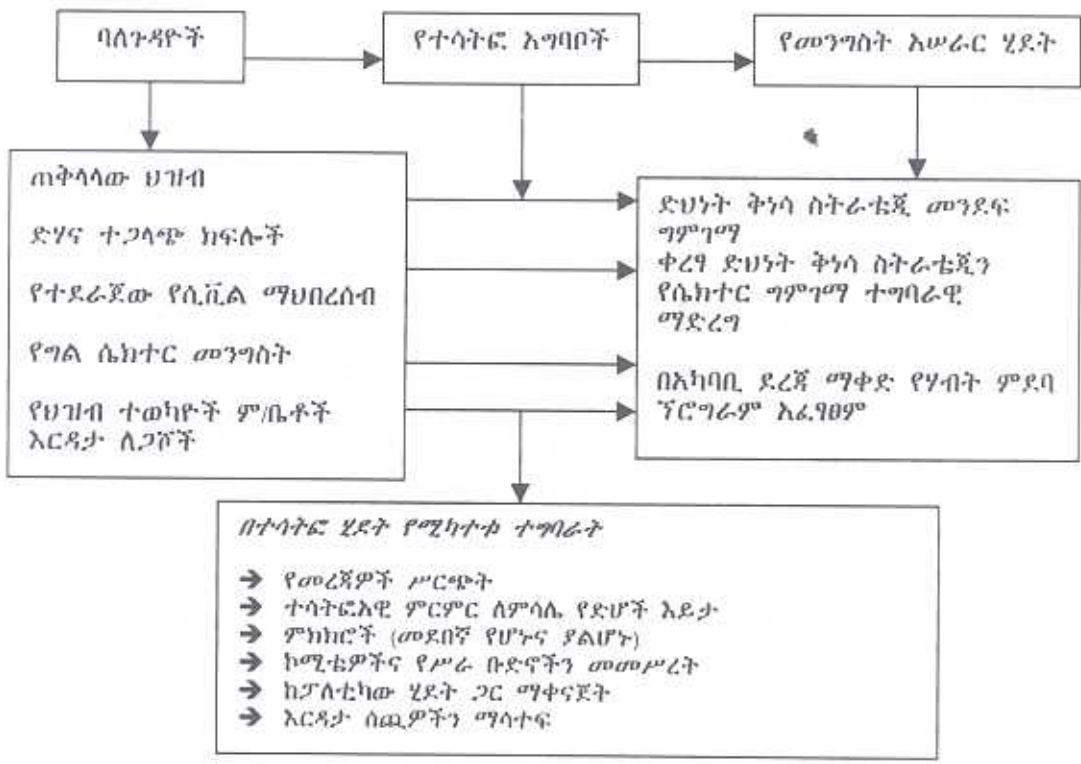 ባለጉዳዮች
የተሳትፎ አግባቦች
የመንግስት አሠራር ሂደት
ጠቅላላው ህዝብ
ድሃና ተጋላጭ ክፍሎች
የተደራጀው የሲቪል ማህበረሰብ
የግል ሴክተር መንግስት
የህዝብ ተወካዮች ም/ቤቶች
እርዳታ ለጋሾች
ድህነት ቅነሳ ስትራቴጂ መንደፍ
ግምገማ
ቀረፃ ድህነት ቅነሳ ስትራቴጂን
የሴክተር ግምገማ ተግባራዊ
ማድረግ
በአካባቢ ደረጃ ማቀድ የሃብት ምደባ
ፕሮግራም አፈፃፀም
በተሳትፎ ሂደት የሚካተቱ ተግባራት
➔ የመረጃዎች ሥርጭት
➔ ተሳትፎአዊ ምርምር ለምሳሌ የድሆች እይታ
➔ ምክክሮች (መደበኛ የሆኑና ያልሆኑ)
➔ ኮሚቴዎችና የሥራ ቡድኖችን መመሥረት
➔ ከፓለቲካው ሂደት ጋር ማቀናጀት
➔ እርዳታ ሰጪዎችን ማሳተፍ